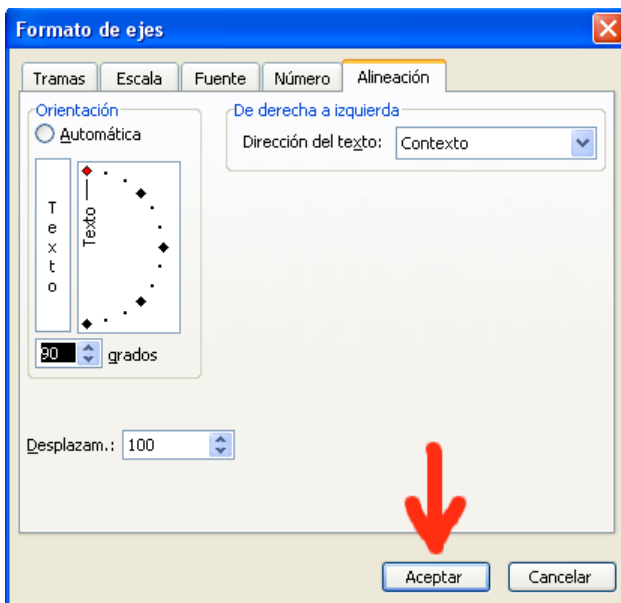 Formato de ejes
Tramas Escala Fuente Número Alineación
Orientación
Automática
Texto
Texto
90 grados
De derecha a izquierda
Dirección del texto: Contexto
Desplazam.: 100
Aceptar Cancelar